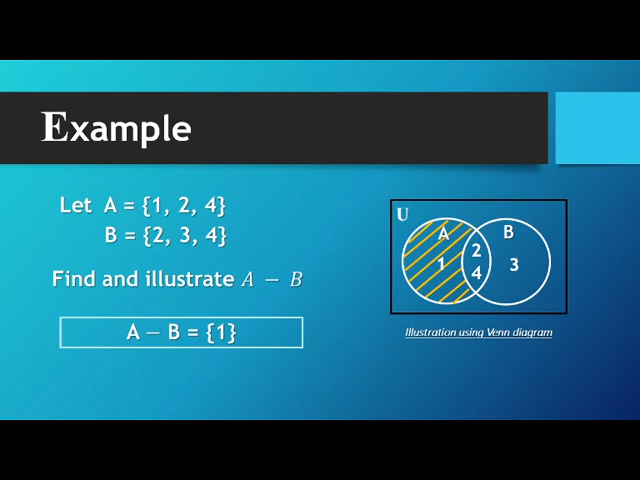 Example
Let A = {1, 2, 4}
B = {2, 3, 4}
Find and illustrate A − B
A − B = {1}
U
A
B
1
2
4
3
Illustration using Venn diagram